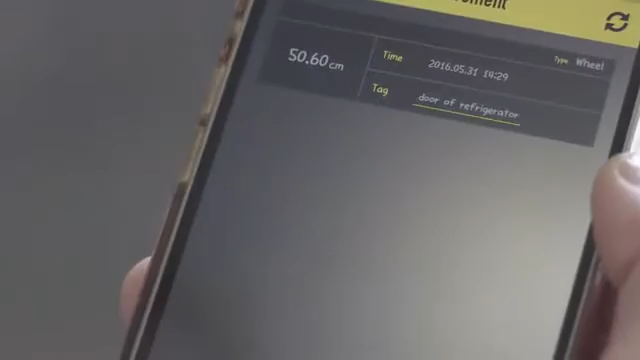 50.60 cm
Time 2016.05.31 14:29 Type Wheel
Tag door of refrigerator